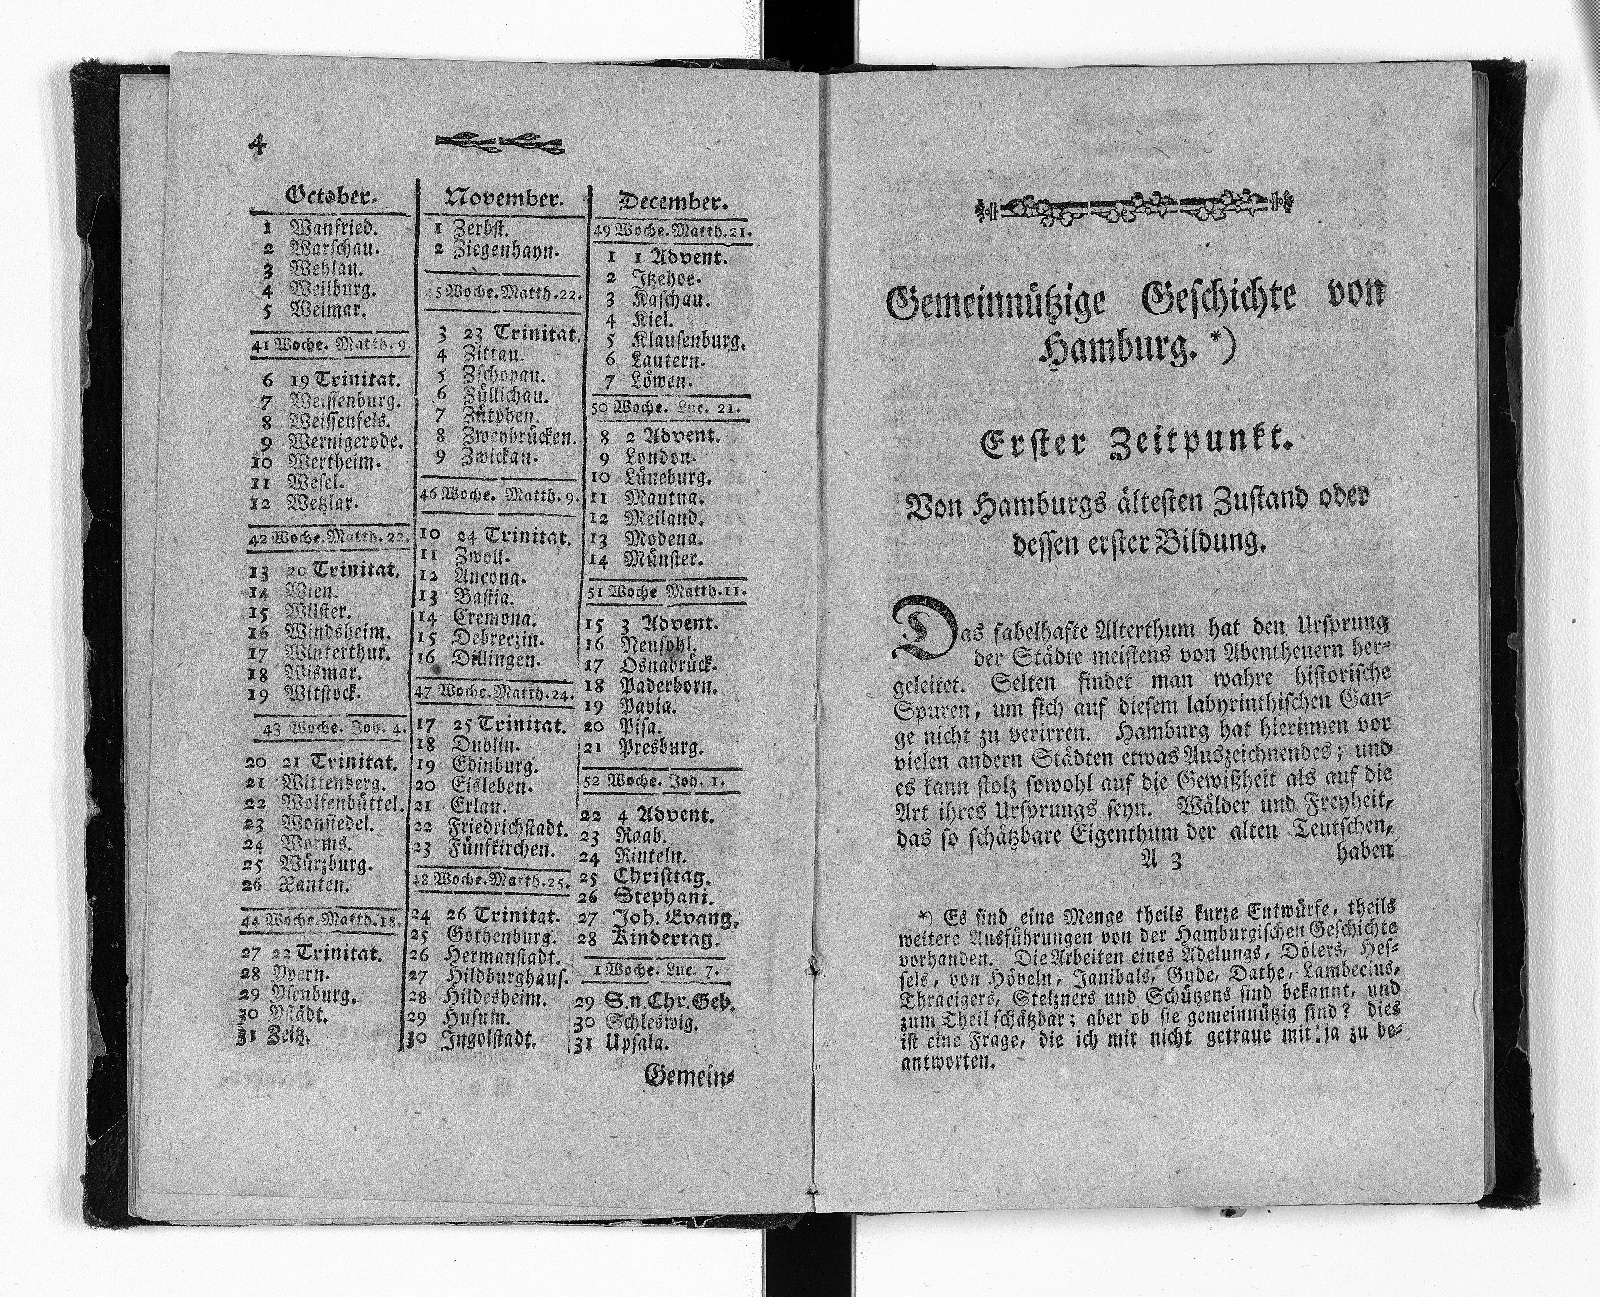 4
October.
1 Wanfried.
2 Warschau.
3 Wehlau.
4 Weilburg.
5 Weimar.
41 Woche. Matth. 9.
6 19 Trinitat.
7 Weissenburg.
8 Weissenfels.
9 Wernigerode.
10 Wertheim.
11 Wesel.
12 Wetzlar.
42 Woche. Matth. 22.
13 20 Trinitat.
14 Wien.
15 Wilster.
16 Windsheim.
17 Winterthur.
18 Wismar.
19 Witstock.
43 Woche. Joh. 4.
20 21 Trinitat.
21 Wittenberg.
22 Wolfenbüttel.
23 Wonsiedel.
24 Worms.
25 Würzburg.
26 Xanten.
44 Woche. Matth. 18.
27 22 Trinitat.
28 Ypern.
29 Ysenburg.
30 Ystädt.
31 Zeitz.
November.
1 Zerbst.
2 Ziegenhayn.
45 Woche. Matth. 22.
3 23 Trinitat.
4 Zittau.
5 Zschopau.
6 Züllichau.
7 Zütphen.
8 Zweybrücken.
9 Zwickau.
46 Woche. Matth. 9.
10 24 Trinitat.
11 Zwoll.
12 Ancona.
13 Bastia.
14 Cremona.
15 Debreczin.
16 Dillingen.
47 Woche. Matth. 24.
17 25 Trinitat.
18 Dublin.
19 Edinburg.
20 Eisleben.
21 Erlau.
22 Friedrichstadt.
23 Fünfkirchen.
48 Woche. Matth. 25.
24 26 Trinitat.
25 Gothenburg.
26 Hermanstadt.
27 Hildburghaus.
28 Hildesheim.
29 Husum.
30 Ingolstadt.
December.
49 Woche. Matth. 21.
1 1 Advent.
2 Itzehoe.
3 Kaschau.
4 Kiel.
5 Klausenburg.
6 Lautern.
7 Löwen.
50 Woche. Luc. 21.
8 2 Advent.
9 London.
10 Lüneburg.
11 Mantua.
12 Meiland.
13 Modena.
14 Münster.
51 Woche Matth. 11.
15 3 Advent.
16 Neusohl.
17 Osnabrück.
18 Paderborn.
19 Pavia.
20 Pisa.
21 Presburg.
52 Woche. Joh. 1.
22 4 Advent.
23 Raab.
24 Rinteln.
25 Christtag.
26 Stephani.
27 Joh. Evang.
28 Kindertag.
1 Woche. Luc. 7.
29 S. n. Chr. Geb.
30 Schleswig.
31 Upsala.
Gemein-
Gemeinnützige Geschichte von
Hamburg. *)
Erster Zeitpunkt.
Von Hamburgs ältesten Zustand oder
dessen erster Bildung.
Das fabelhafte Alterthum hat den Ursprung
der Städte meistens von Abentheuern her-
geleitet. Selten findet man wahre historische
Spuren, um sich auf diesem labyrinthischen Gan-
ge nicht zu verirren. Hamburg hat hierinnen vor
vielen andern Städten etwas Auszeichnendes; und
es kann stolz sowohl auf die Gewißheit als auf die
Art ihres Ursprungs seyn. Wälder und Freyheit,
das so schätzbare Eigenthum der alten Teutschen,
A 3 haben
*) Es sind eine Menge theils kurze Entwürfe, theils
weitere Ausführungen von der Hamburgischen Geschichte
vorhanden. Die Arbeiten eines Adelungs, Dölers, Hes-
sels, von Höveln, Janibals, Gude, Dathe, Lambecius,
Thraeigers, Stelzners und Schützens sind bekannt, und
zum Theil schätzbar; aber ob sie gemeinnützig sind? dies
ist eine Frage, die ich mit nicht getraue mit: ja zu be-
antworten.